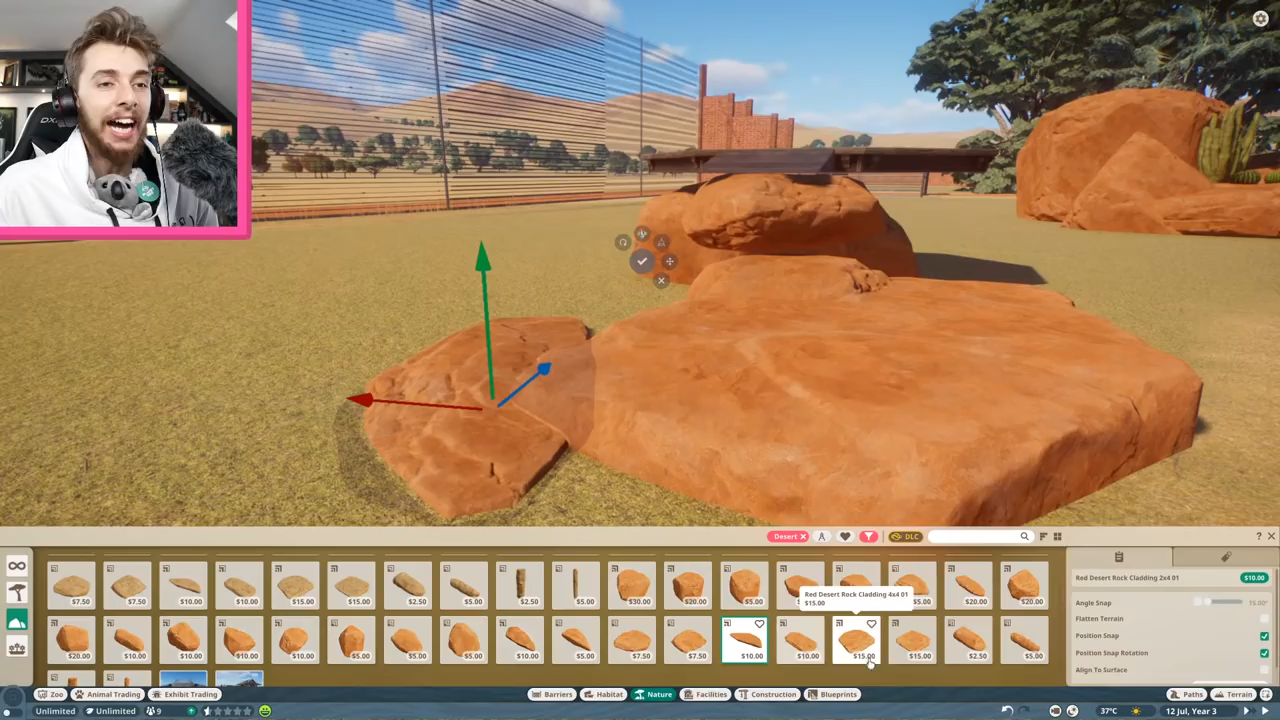 DX
Desert ×
DLC
?
$7.50 $7.50 $10.00 $10.00 $15.00 $15.00 $2.50 $5.00 $2.50 $5.00 $30.00 $30.00 $5.00 $5.00 $20.00 $20.00
Red Desert Rock Cladding 4x4 01
$15.00
$20.00 $10.00 $10.00 $10.00 $10.00 $5.00 $5.00 $5.00 $10.00 $5.00 $7.50 $7.50 $10.00 $10.00 $15.00 $15.00 $2.50 $5.00
Red Desert Rock Cladding 2x4 01 $10.00
Angle Snap 15.00°
Flatten Terrain
Position Snap
Position Snap Rotation
Align To Surface
Zoo Animal Trading Exhibit Trading Barriers Habitat Nature Facilities Construction Blueprints Paths Terrain
Unlimited Unlimited 9 37°C 12 Jul, Year 3